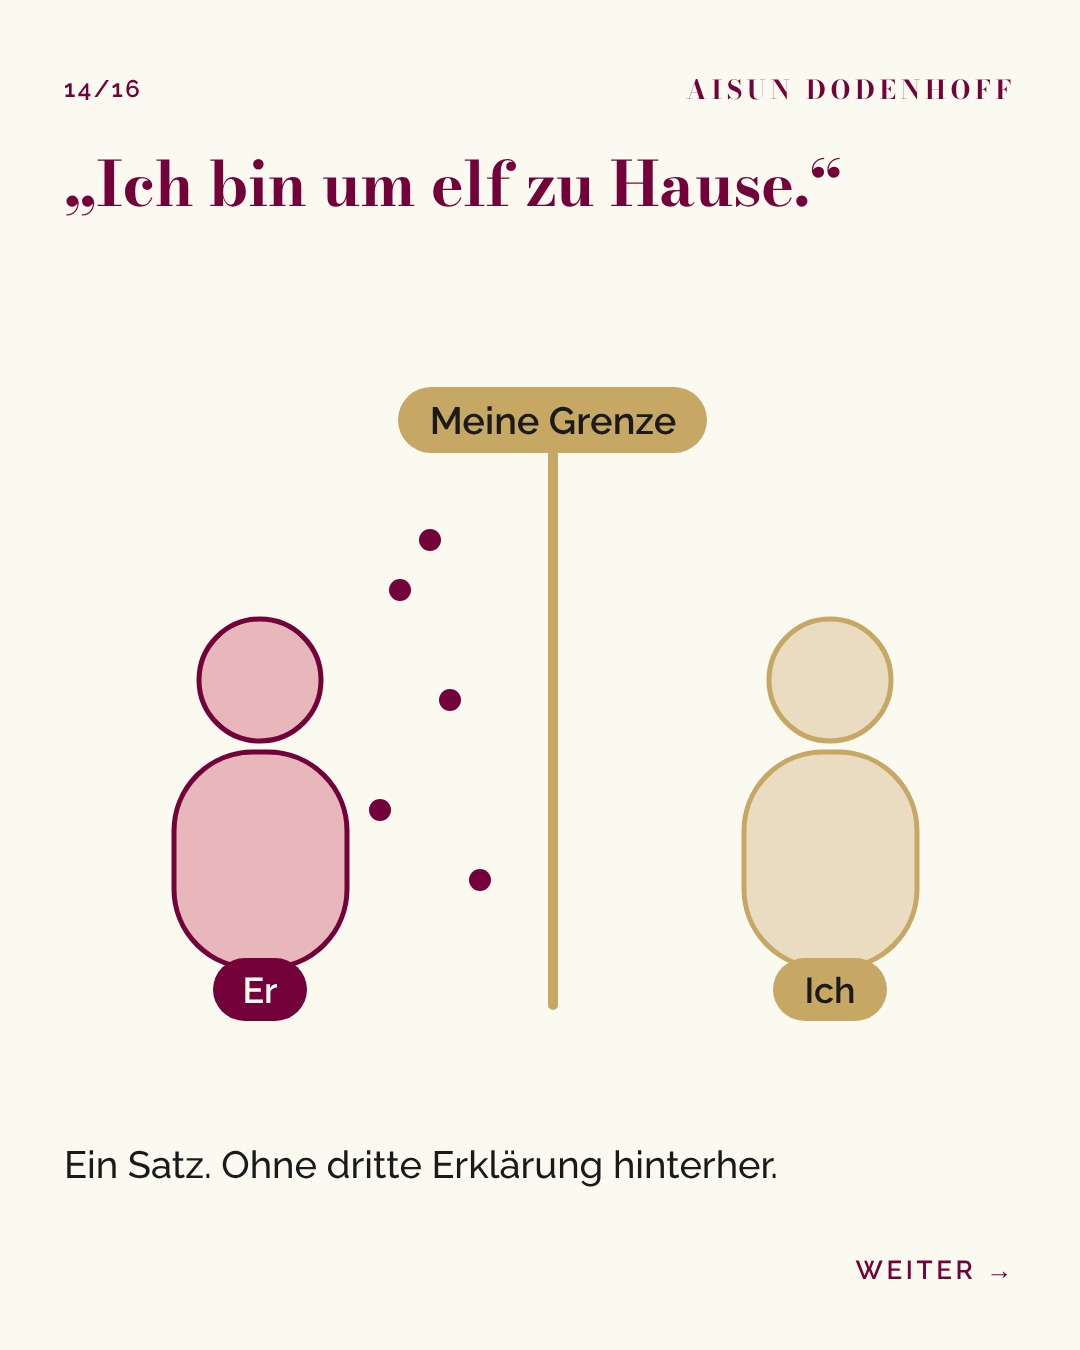 14/16
AISUN DODENHOFF
„Ich bin um elf zu Hause.“
Meine Grenze
Er
Ich
Ein Satz. Ohne dritte Erklärung hinterher.
WEITER →